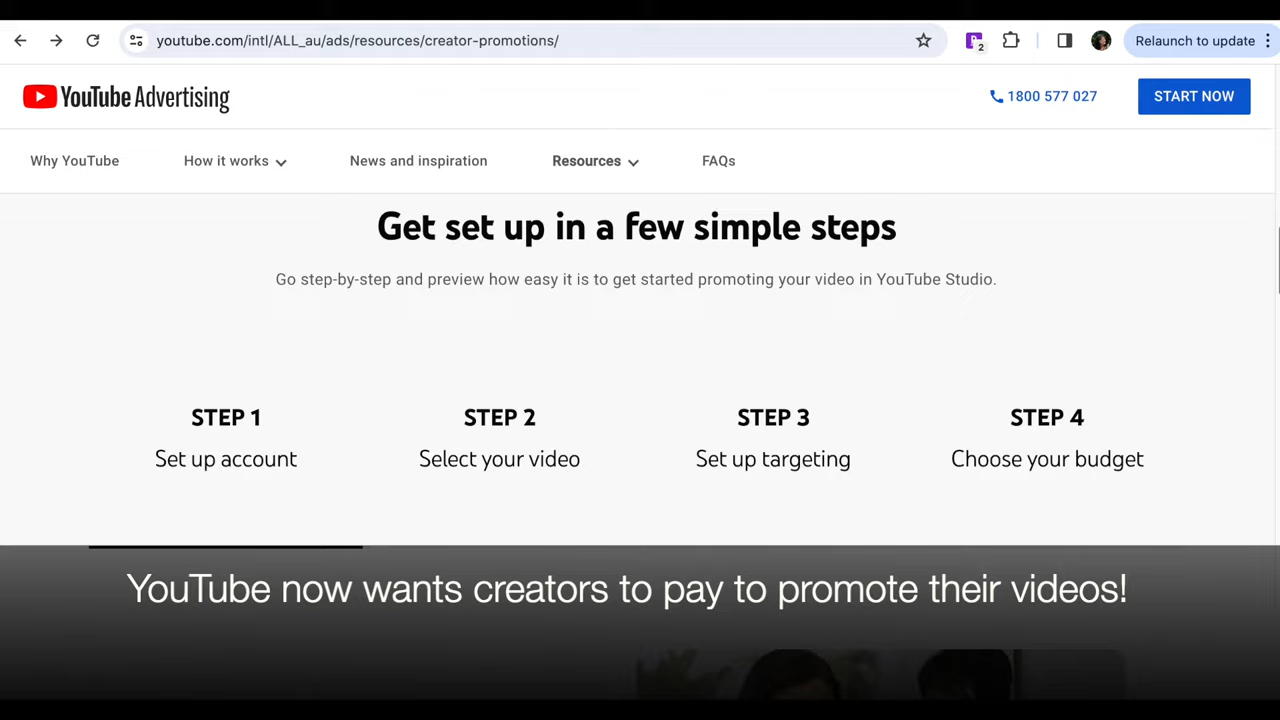 youtube.com/intl/ALL_au/ads/resources/creator-promotions/
2
Relaunch to update
YouTube Advertising
1800 577 027
START NOW
Why YouTube
How it works
News and inspiration
Resources
FAQs
Get set up in a few simple steps
Go step-by-step and preview how easy it is to get started promoting your video in YouTube Studio.
STEP 1
Set up account
STEP 2
Select your video
STEP 3
Set up targeting
STEP 4
Choose your budget
YouTube now wants creators to pay to promote their videos!